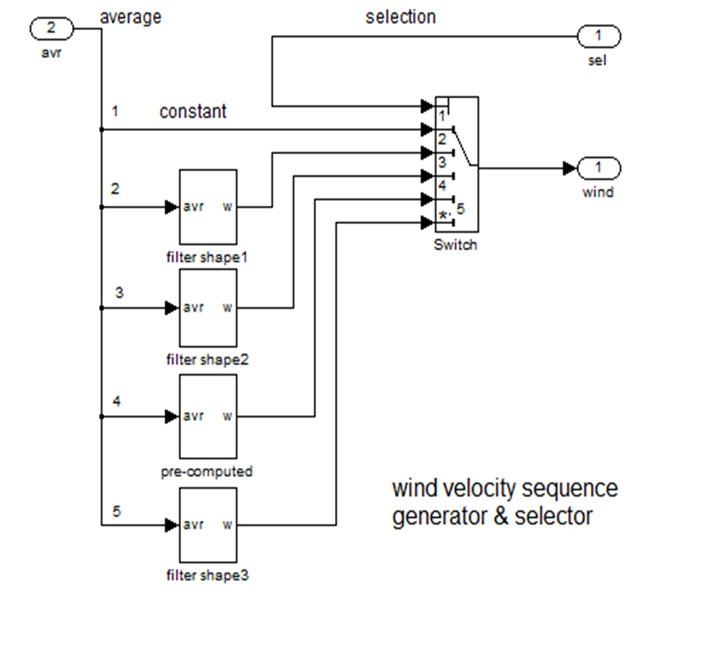 2
average
avr
selection
1
sel
1
constant
1
2
3
4
*, 5
Switch
1
wind
2
avr w
filter shape1
3
avr w
filter shape2
4
avr w
pre-computed
5
avr w
filter shape3
wind velocity sequence
generator & selector